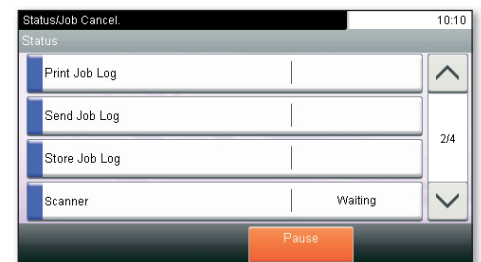 Status/Job Cancel. 10:10
Status
Print Job Log
Send Job Log
Store Job Log
2/4
Scanner Waiting
Pause